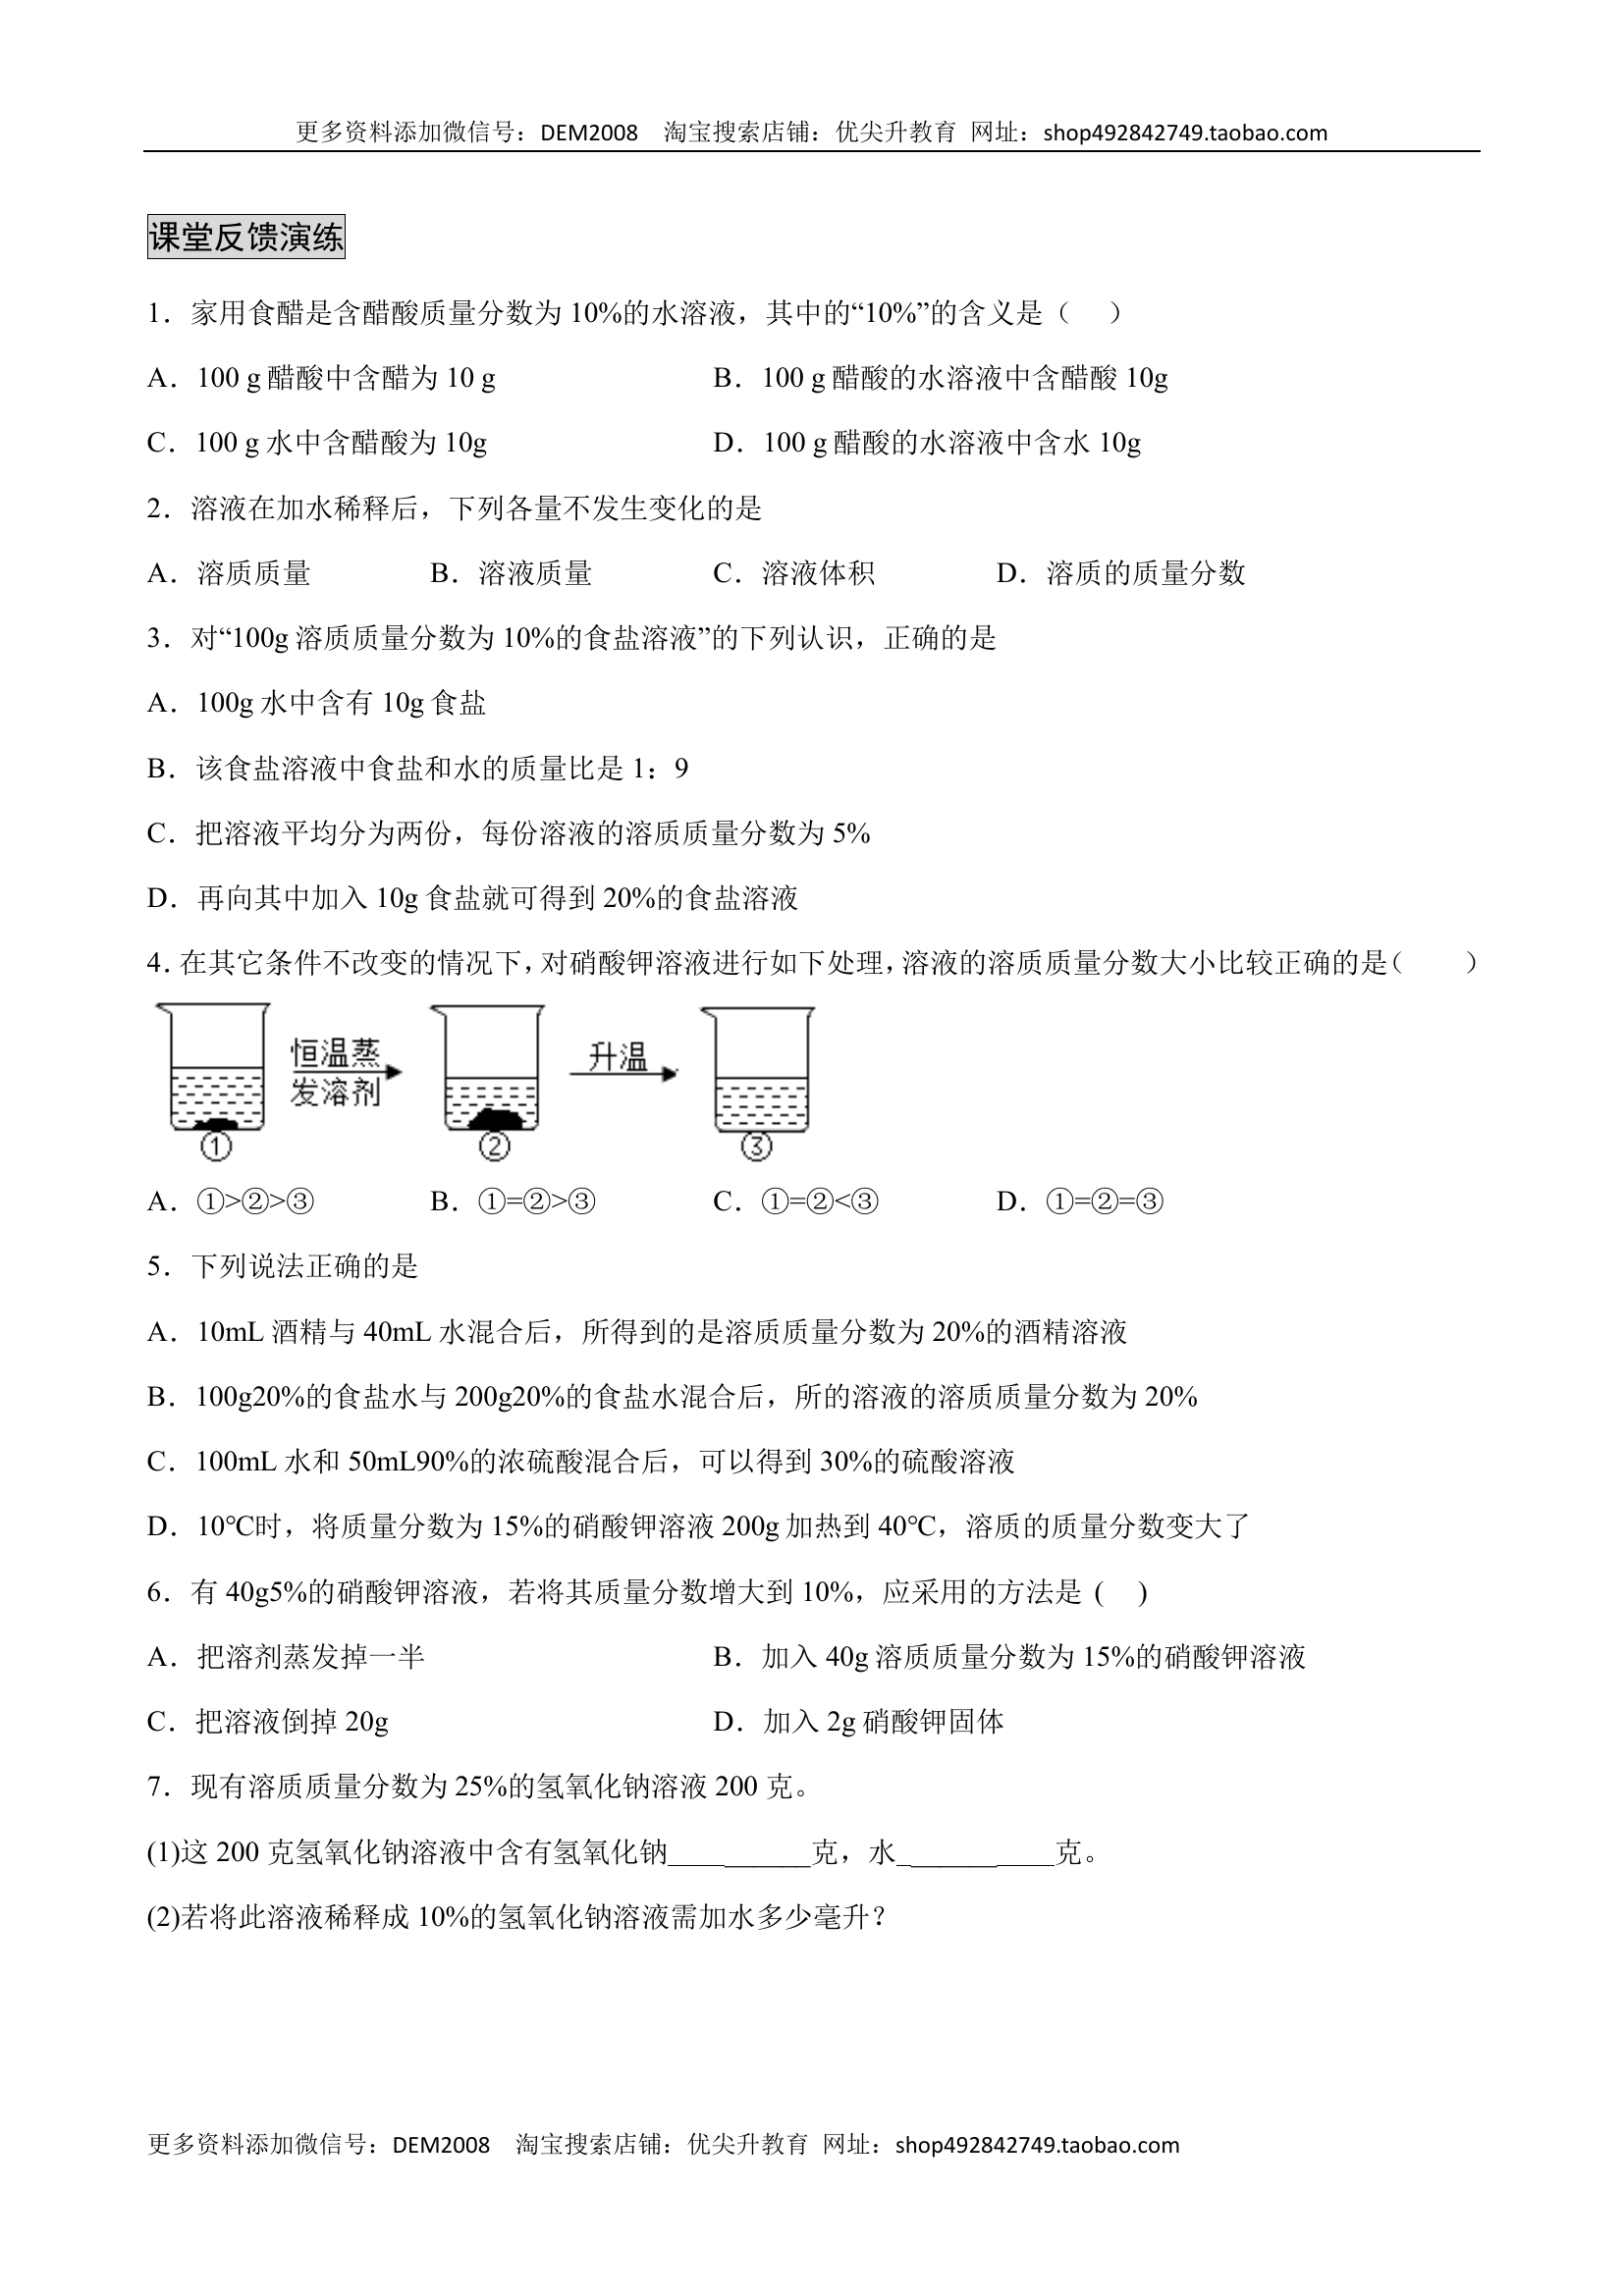 更多资料添加微信号：DEM2008 淘宝搜索店铺：优尖升教育 网址：shop492842749.taobao.com
课堂反馈演练
1．家用食醋是含醋酸质量分数为 10%的水溶液，其中的“10%”的含义是（ ）
A．100 g 醋酸中含醋为 10 g B．100 g 醋酸的水溶液中含醋酸 10g
C．100 g 水中含醋酸为 10g D．100 g 醋酸的水溶液中含水 10g
2．溶液在加水稀释后，下列各量不发生变化的是
A．溶质质量 B．溶液质量 C．溶液体积 D．溶质的质量分数
3．对“100g 溶质质量分数为 10%的食盐溶液”的下列认识，正确的是
A．100g 水中含有 10g 食盐
B．该食盐溶液中食盐和水的质量比是 1：9
C．把溶液平均分为两份，每份溶液的溶质质量分数为 5%
D．再向其中加入 10g 食盐就可得到 20%的食盐溶液
4．在其它条件不改变的情况下，对硝酸钾溶液进行如下处理，溶液的溶质质量分数大小比较正确的是（ ）
恒温蒸 升温
发溶剂
① ② ③
A．①>②>③ B．①=②>③ C．①=②<③ D．①=②=③
5．下列说法正确的是
A．10mL 酒精与 40mL 水混合后，所得到的是溶质质量分数为 20%的酒精溶液
B．100g20%的食盐水与 200g20%的食盐水混合后，所的溶液的溶质质量分数为 20%
C．100mL 水和 50mL90%的浓硫酸混合后，可以得到 30%的硫酸溶液
D．10℃时，将质量分数为 15%的硝酸钾溶液 200g 加热到 40℃，溶质的质量分数变大了
6．有 40g5%的硝酸钾溶液，若将其质量分数增大到 10%，应采用的方法是 ( )
A．把溶剂蒸发掉一半 B．加入 40g 溶质质量分数为 15%的硝酸钾溶液
C．把溶液倒掉 20g D．加入 2g 硝酸钾固体
7．现有溶质质量分数为 25%的氢氧化钠溶液 200 克。
(1)这 200 克氢氧化钠溶液中含有氢氧化钠__________克，水___________克。
(2)若将此溶液稀释成 10%的氢氧化钠溶液需加水多少毫升？
更多资料添加微信号：DEM2008 淘宝搜索店铺：优尖升教育 网址：shop492842749.taobao.com